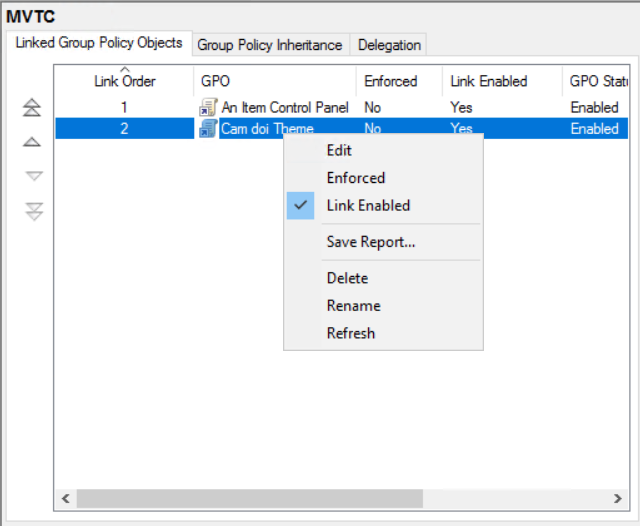 MVTC
Linked Group Policy Objects Group Policy Inheritance Delegation
Link Order GPO Enforced Link Enabled GPO Statu
1 An Item Control Panel No Yes Enabled
2 Cam doi Theme No Yes Enabled
Edit
Enforced
Link Enabled
Save Report...
Delete
Rename
Refresh